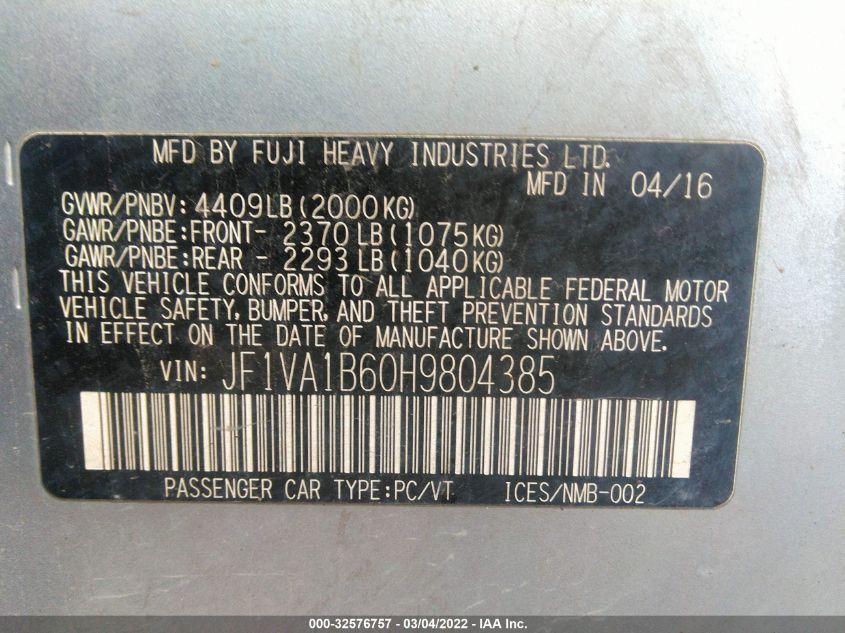 MFD BY FUJI HEAVY INDUSTRIES LTD.
MFD IN 04/16
GVWR/PNBV: 4409LB(2000KG)
GAWR/PNBE:FRONT- 2370LB(1075KG)
GAWR/PNBE:REAR - 2293LB(1040KG)
THIS VEHICLE CONFORMS TO ALL APPLICABLE FEDERAL MOTOR
VEHICLE SAFETY, BUMPER, AND THEFT PREVENTION STANDARDS
IN EFFECT ON THE DATE OF MANUFACTURE SHOWN ABOVE.
VIN: JF1VA1B60H9804385
PASSENGER CAR TYPE:PC/VT ICES/NMB-002
000-32576757 - 03/04/2022 - IAA Inc.